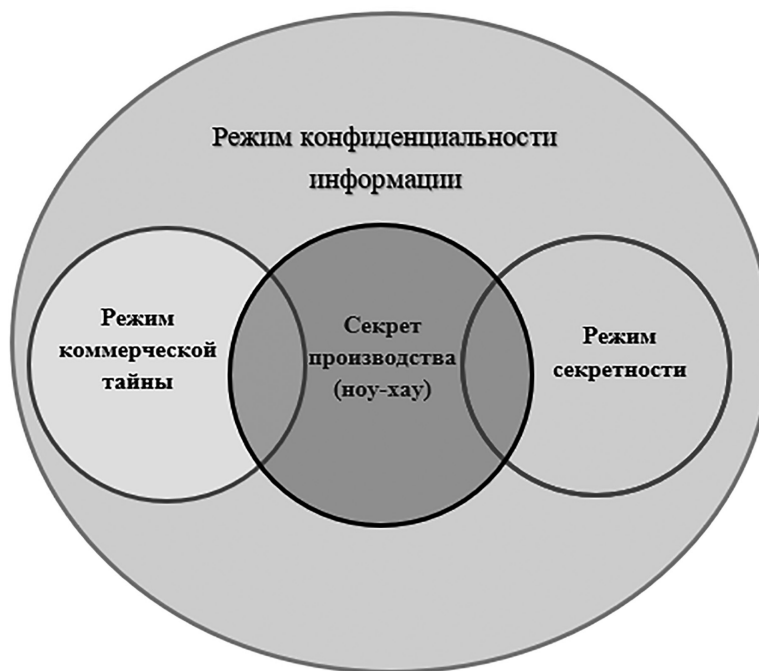 Режим конфиденциальности
информации
Режим
коммерческой
тайны
Секрет
производства
(ноу-хау)
Режим
секретности